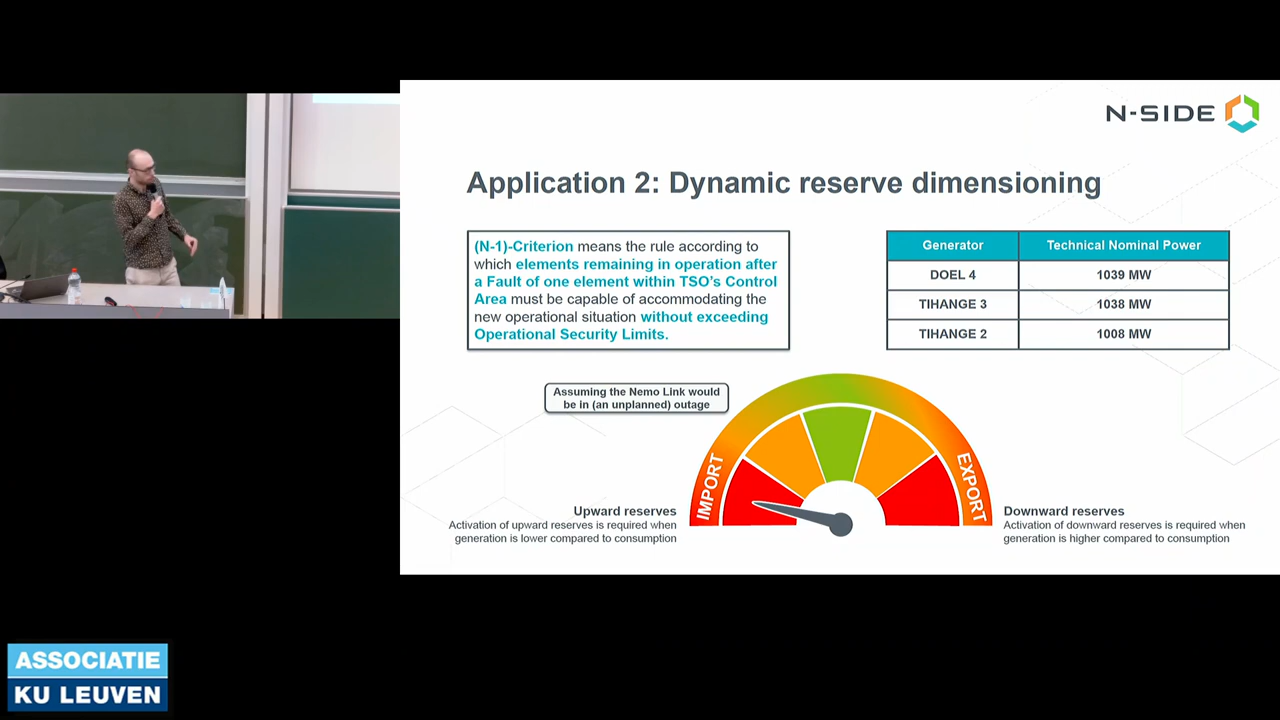 N-SIDE
Application 2: Dynamic reserve dimensioning
(N-1)-Criterion means the rule according to
which elements remaining in operation after
a Fault of one element within TSO's Control
Area must be capable of accommodating the
new operational situation without exceeding
Operational Security Limits.
Generator Technical Nominal Power
DOEL 4 1039 MW
TIHANGE 3 1038 MW
TIHANGE 2 1008 MW
Assuming the Nemo Link would
be in (an unplanned) outage
IMPORT
EXPORT
Upward reserves
Activation of upward reserves is required when
generation is lower compared to consumption
Downward reserves
Activation of downward reserves is required when
generation is higher compared to consumption
ASSOCIATIE
KU LEUVEN